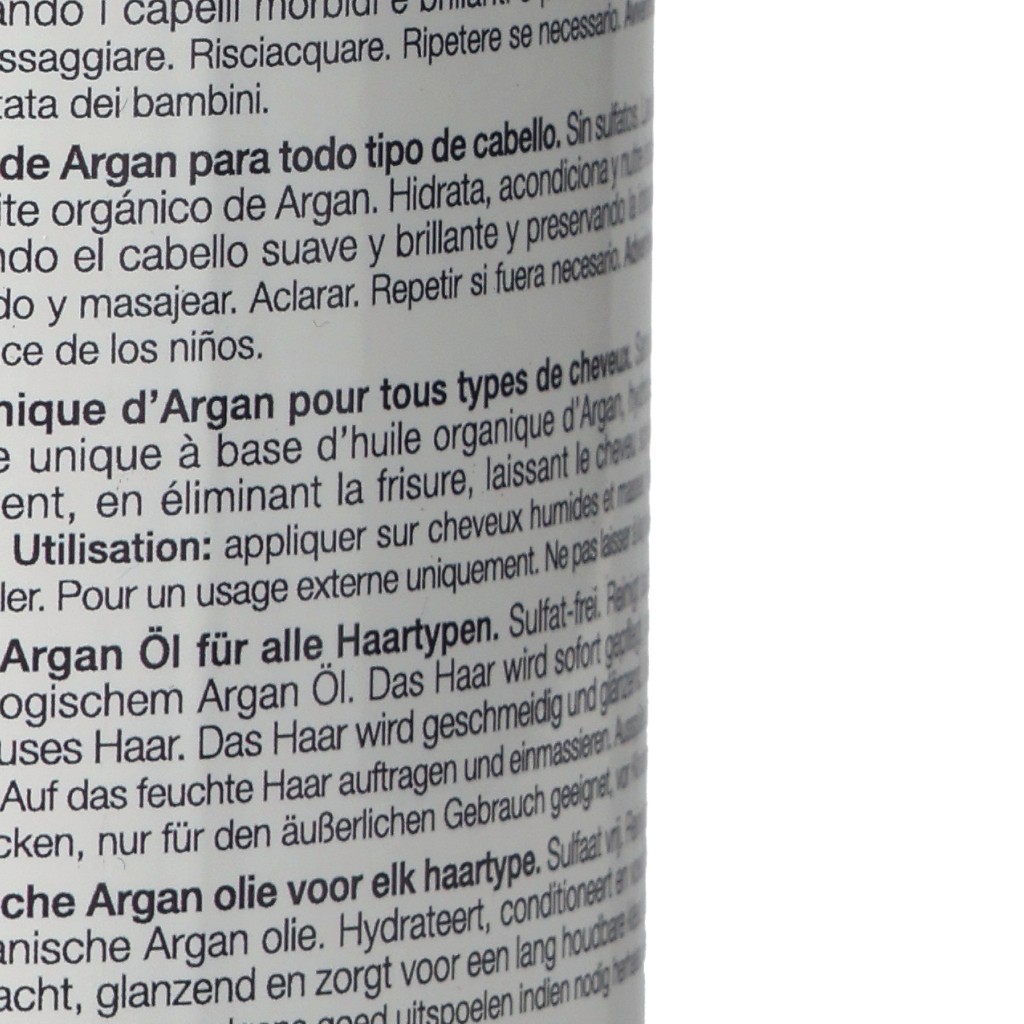 ando i capelli morbidi e brillanti
ssaggiare. Risciacquare. Ripetere se necessario.
tata dei bambini.
de Argan para todo tipo de cabello. Sin sulfatos.
ite orgánico de Argan. Hidrata, acondiciona y nutre
ndo el cabello suave y brillante y preservando la
do y masajear. Aclarar. Repetir si fuera necesario.
ce de los niños.
nique d'Argan pour tous types de cheveux.
e unique à base d'huile organique d'Argan,
ent, en éliminant la frisure, laissant le cheveu
Utilisation: appliquer sur cheveux humides et
ler. Pour un usage externe uniquement. Ne pas laisser
Argan Öl für alle Haartypen. Sulfat-frei. Reinigt
ogischem Argan Öl. Das Haar wird sofort gepflegt
uses Haar. Das Haar wird geschmeidig und glänzend.
Auf das feuchte Haar auftragen und einmassieren.
cken, nur für den äußerlichen Gebrauch geeignet, vor
che Argan olie voor elk haartype. Sulfaat vrij.
anische Argan olie. Hydrateert, conditioneert en
acht, glanzend en zorgt voor een lang houdbare
goed uitspoelen indien nodig